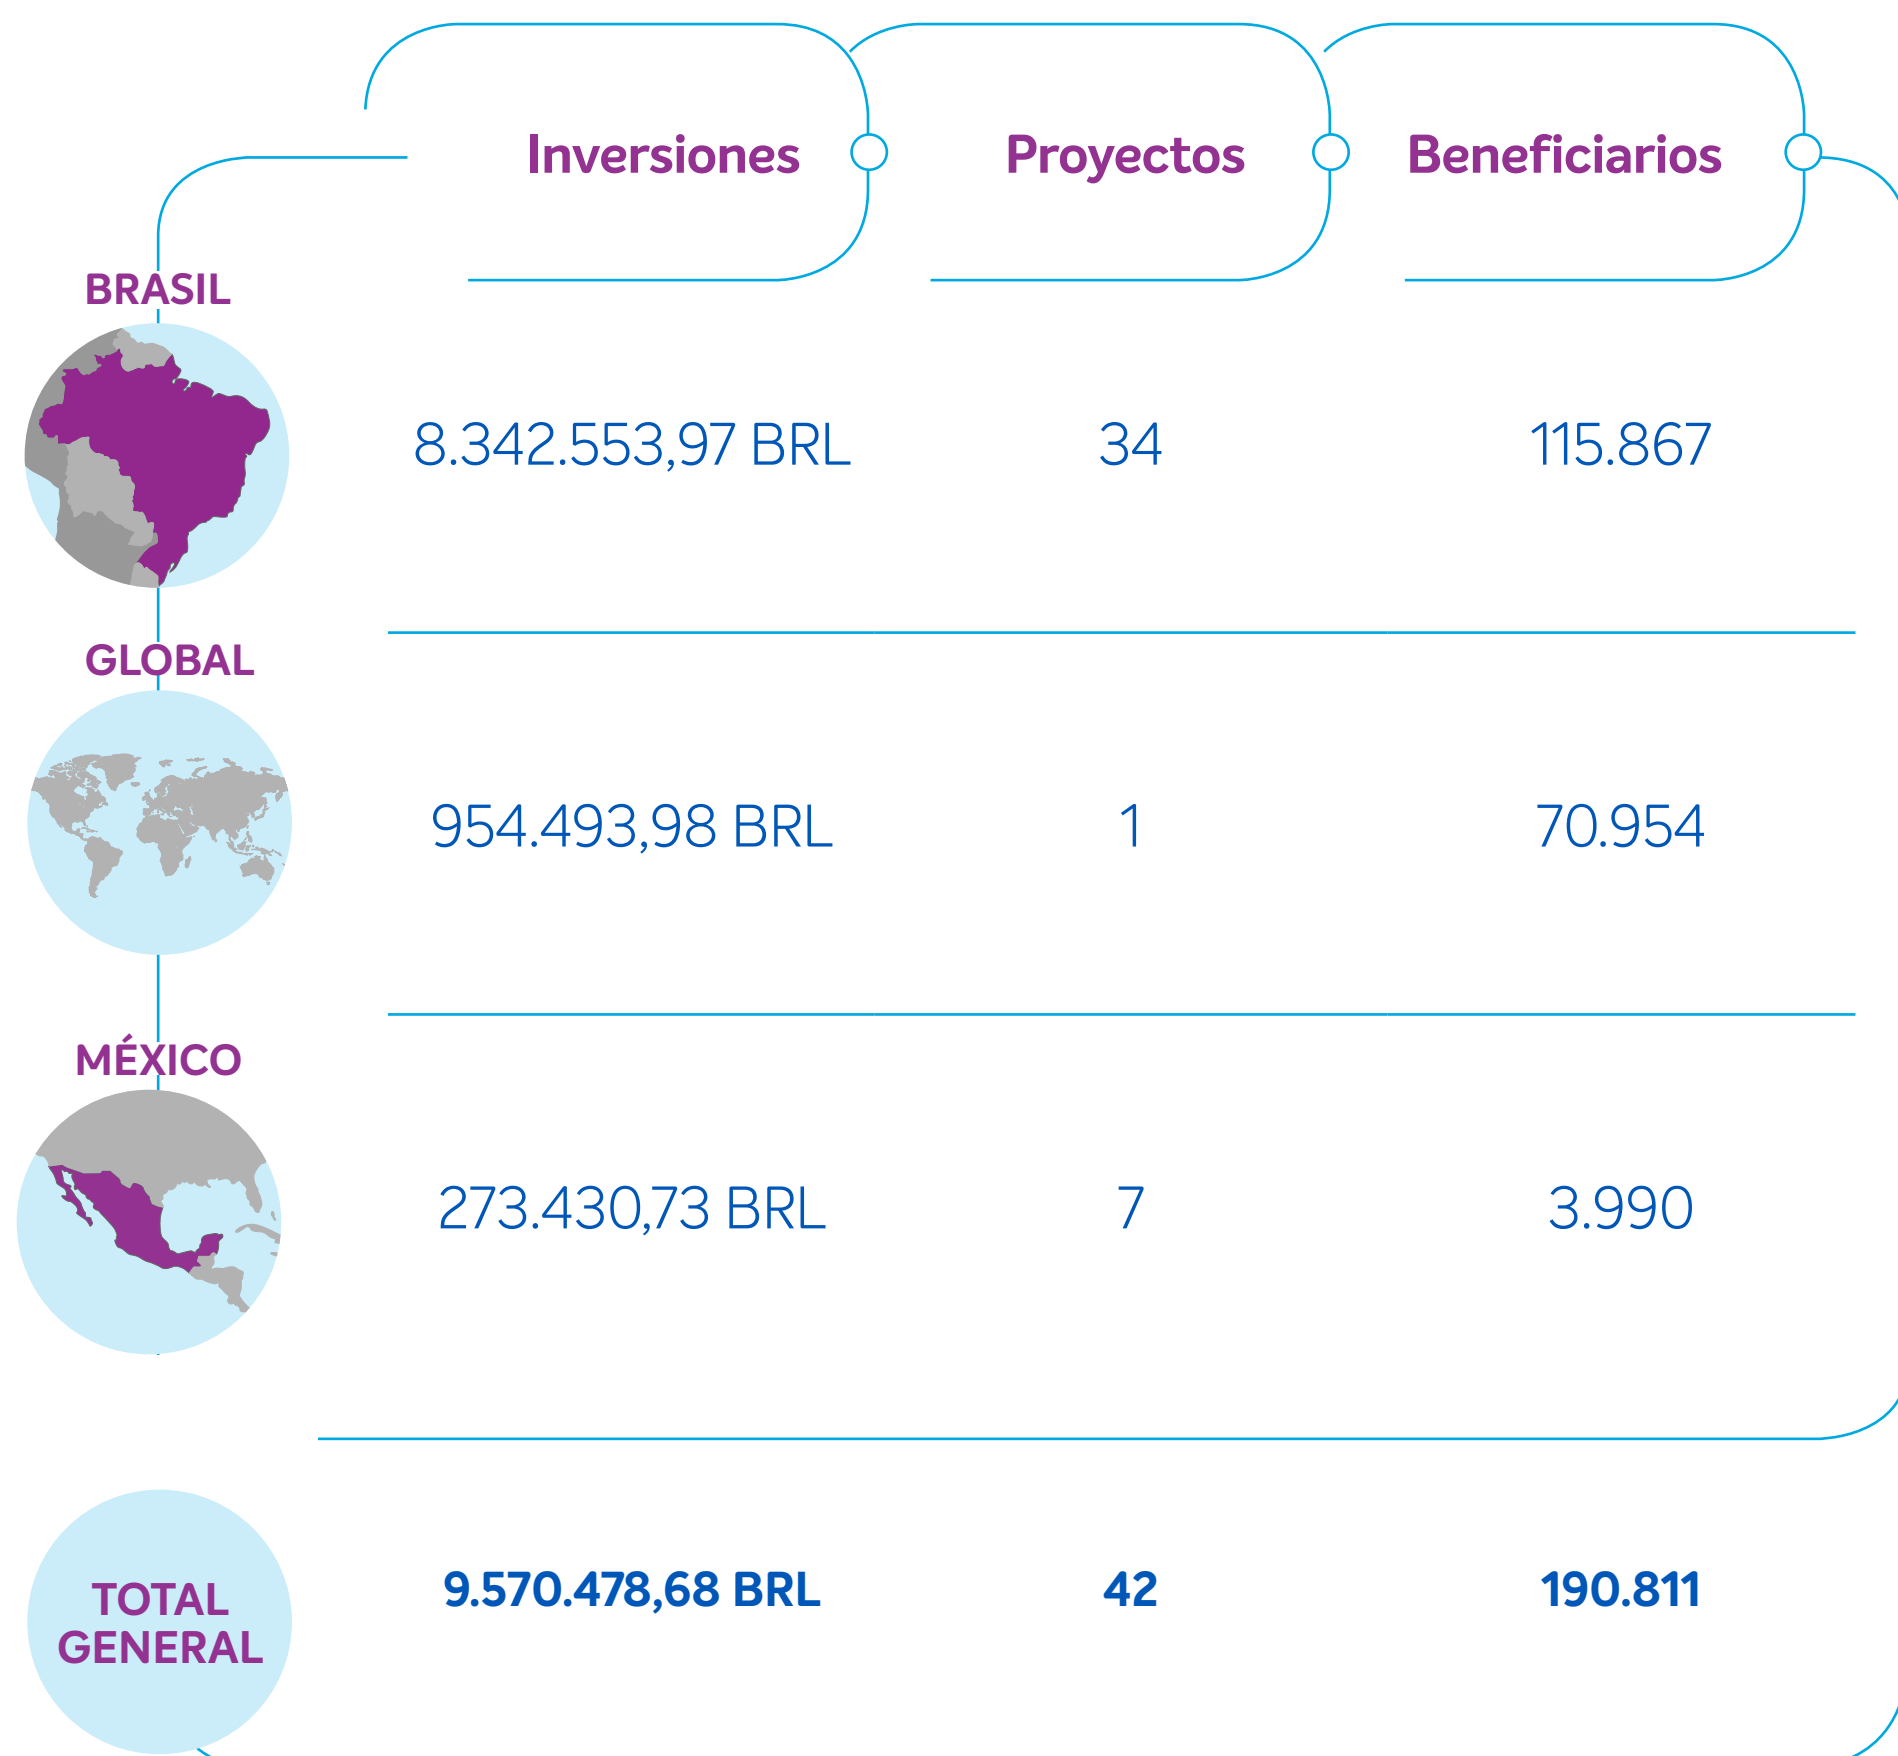 Inversiones Proyectos Beneficiarios
BRASIL
8.342.553,97 BRL 34 115.867
GLOBAL
954.493,98 BRL 1 70.954
MÉXICO
273.430,73 BRL 7 3.990
TOTAL
GENERAL
9.570.478,68 BRL 42 190.811